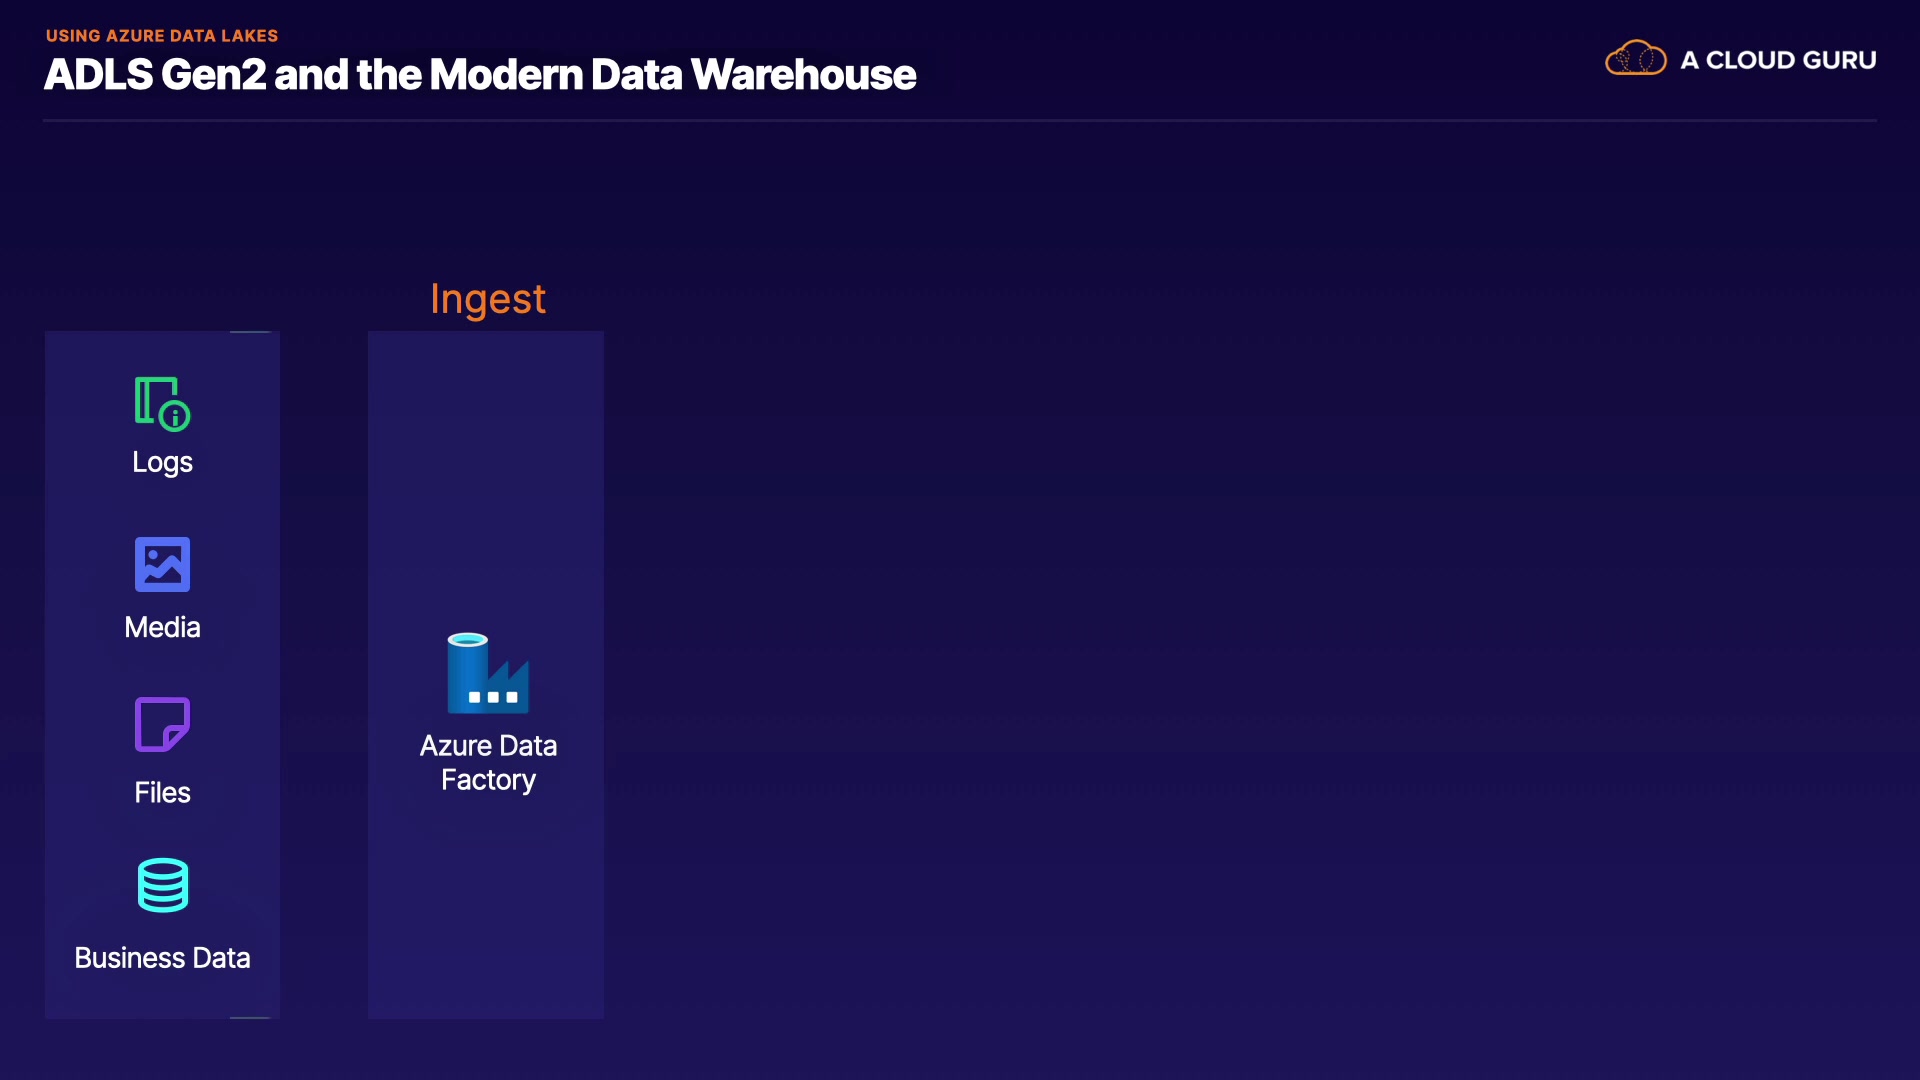 USING AZURE DATA LAKES
ADLS Gen2 and the Modern Data Warehouse
A CLOUD GURU
Ingest
Logs
Media
Files
Business Data
Azure Data
Factory